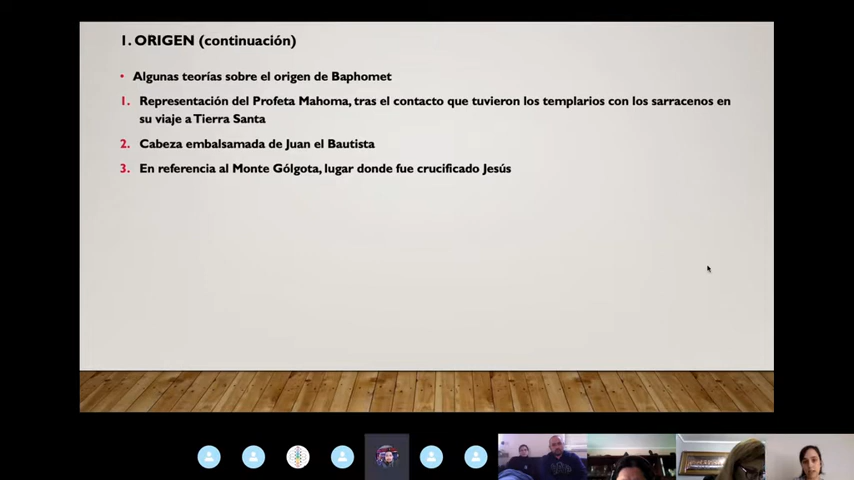 1. ORIGEN (continuación)
• Algunas teorías sobre el origen de Baphomet
1. Representación del Profeta Mahoma, tras el contacto que tuvieron los templarios con los sarracenos en
su viaje a Tierra Santa
2. Cabeza embalsamada de Juan el Bautista
3. En referencia al Monte Gólgota, lugar donde fue crucificado Jesús